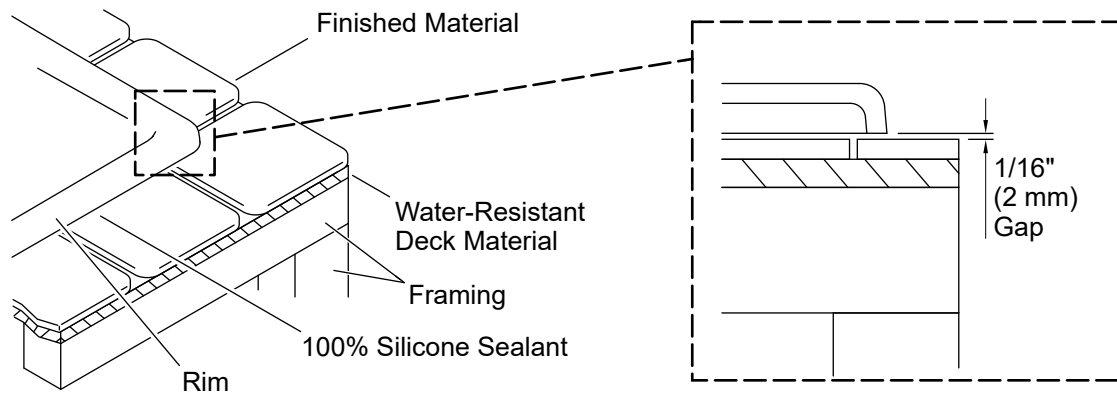 Finished Material
Water-Resistant
Deck Material
Framing
100% Silicone Sealant
Rim
1/16"
(2 mm)
Gap